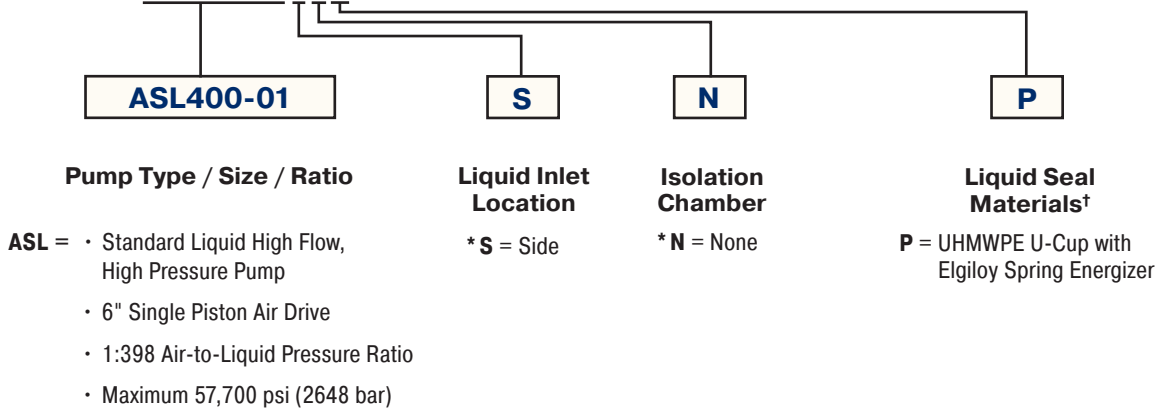 ASL400-01
S
N
P
Pump Type / Size / Ratio
Liquid Inlet
Location
Isolation
Chamber
Liquid Seal
Materials†
ASL = • Standard Liquid High Flow,
High Pressure Pump
• 6" Single Piston Air Drive
• 1:398 Air-to-Liquid Pressure Ratio
• Maximum 57,700 psi (2648 bar)
* S = Side
* N = None
P = UHMWPE U-Cup with
Elgiloy Spring Energizer